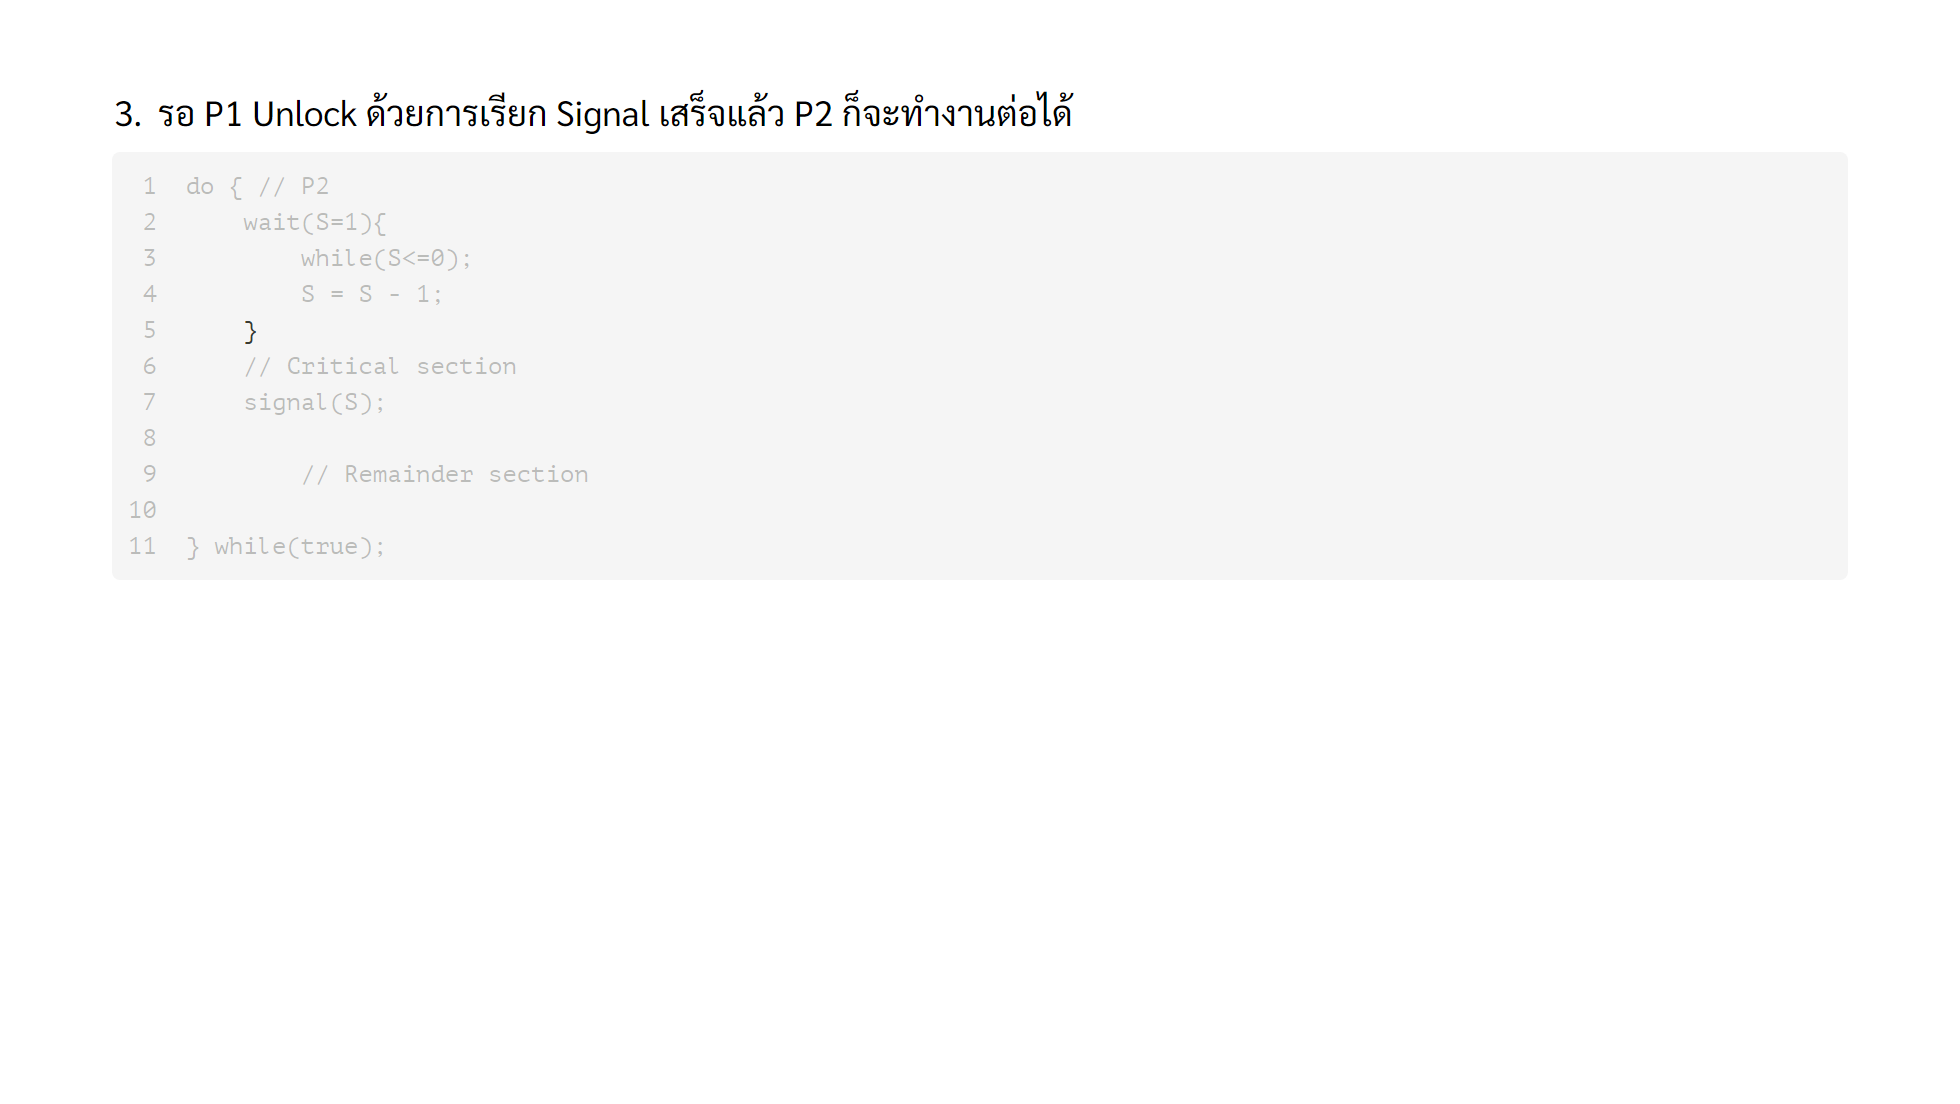 3. รอ P1 Unlock ด้วยการเรียก Signal เสร็จแล้ว P2 ก็จะทำงานต่อได้
1 do { // P2
2     wait(S=1){
3         while(S<=0);
4         S = S - 1;
5     }
6     // Critical section
7     signal(S);
8
9         // Remainder section
10
11 } while(true);